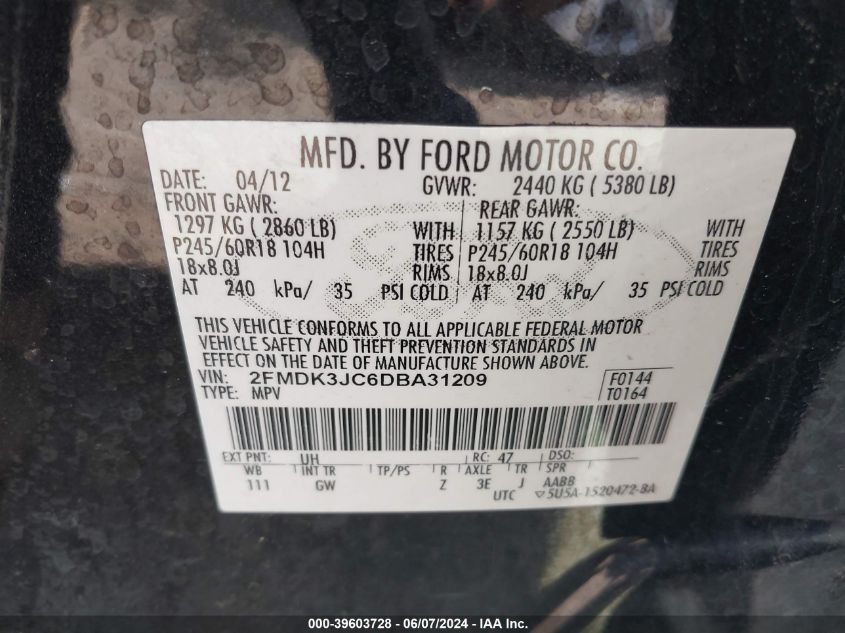 MFD. BY FORD MOTOR CO.
DATE: 04/12 GVWR: 2440 KG ( 5380 LB)
FRONT GAWR: REAR GAWR:
1297 KG ( 2860 LB) WITH 1157 KG ( 2550 LB) WITH
P245/60R18 104H TIRES P245/60R18 104H TIRES
18x8.0J RIMS 18x8.0J RIMS
AT 240 kPa/ 35 PSI COLD AT 240 kPa/ 35 PSI COLD
THIS VEHICLE CONFORMS TO ALL APPLICABLE FEDERAL MOTOR
VEHICLE SAFETY AND THEFT PREVENTION STANDARDS IN
EFFECT ON THE DATE OF MANUFACTURE SHOWN ABOVE.
VIN: 2FMDK3JC6DBA31209 F0144
TYPE: MPV T0164
EXT PNT: UH RC: 47 DSO:
WB INT TR TP/PS R AXLE TR SPR
111 GW Z 3E J AABB
UTC ▽5U5A-1520472-BA
000-39603728 - 06/07/2024 - IAA Inc.